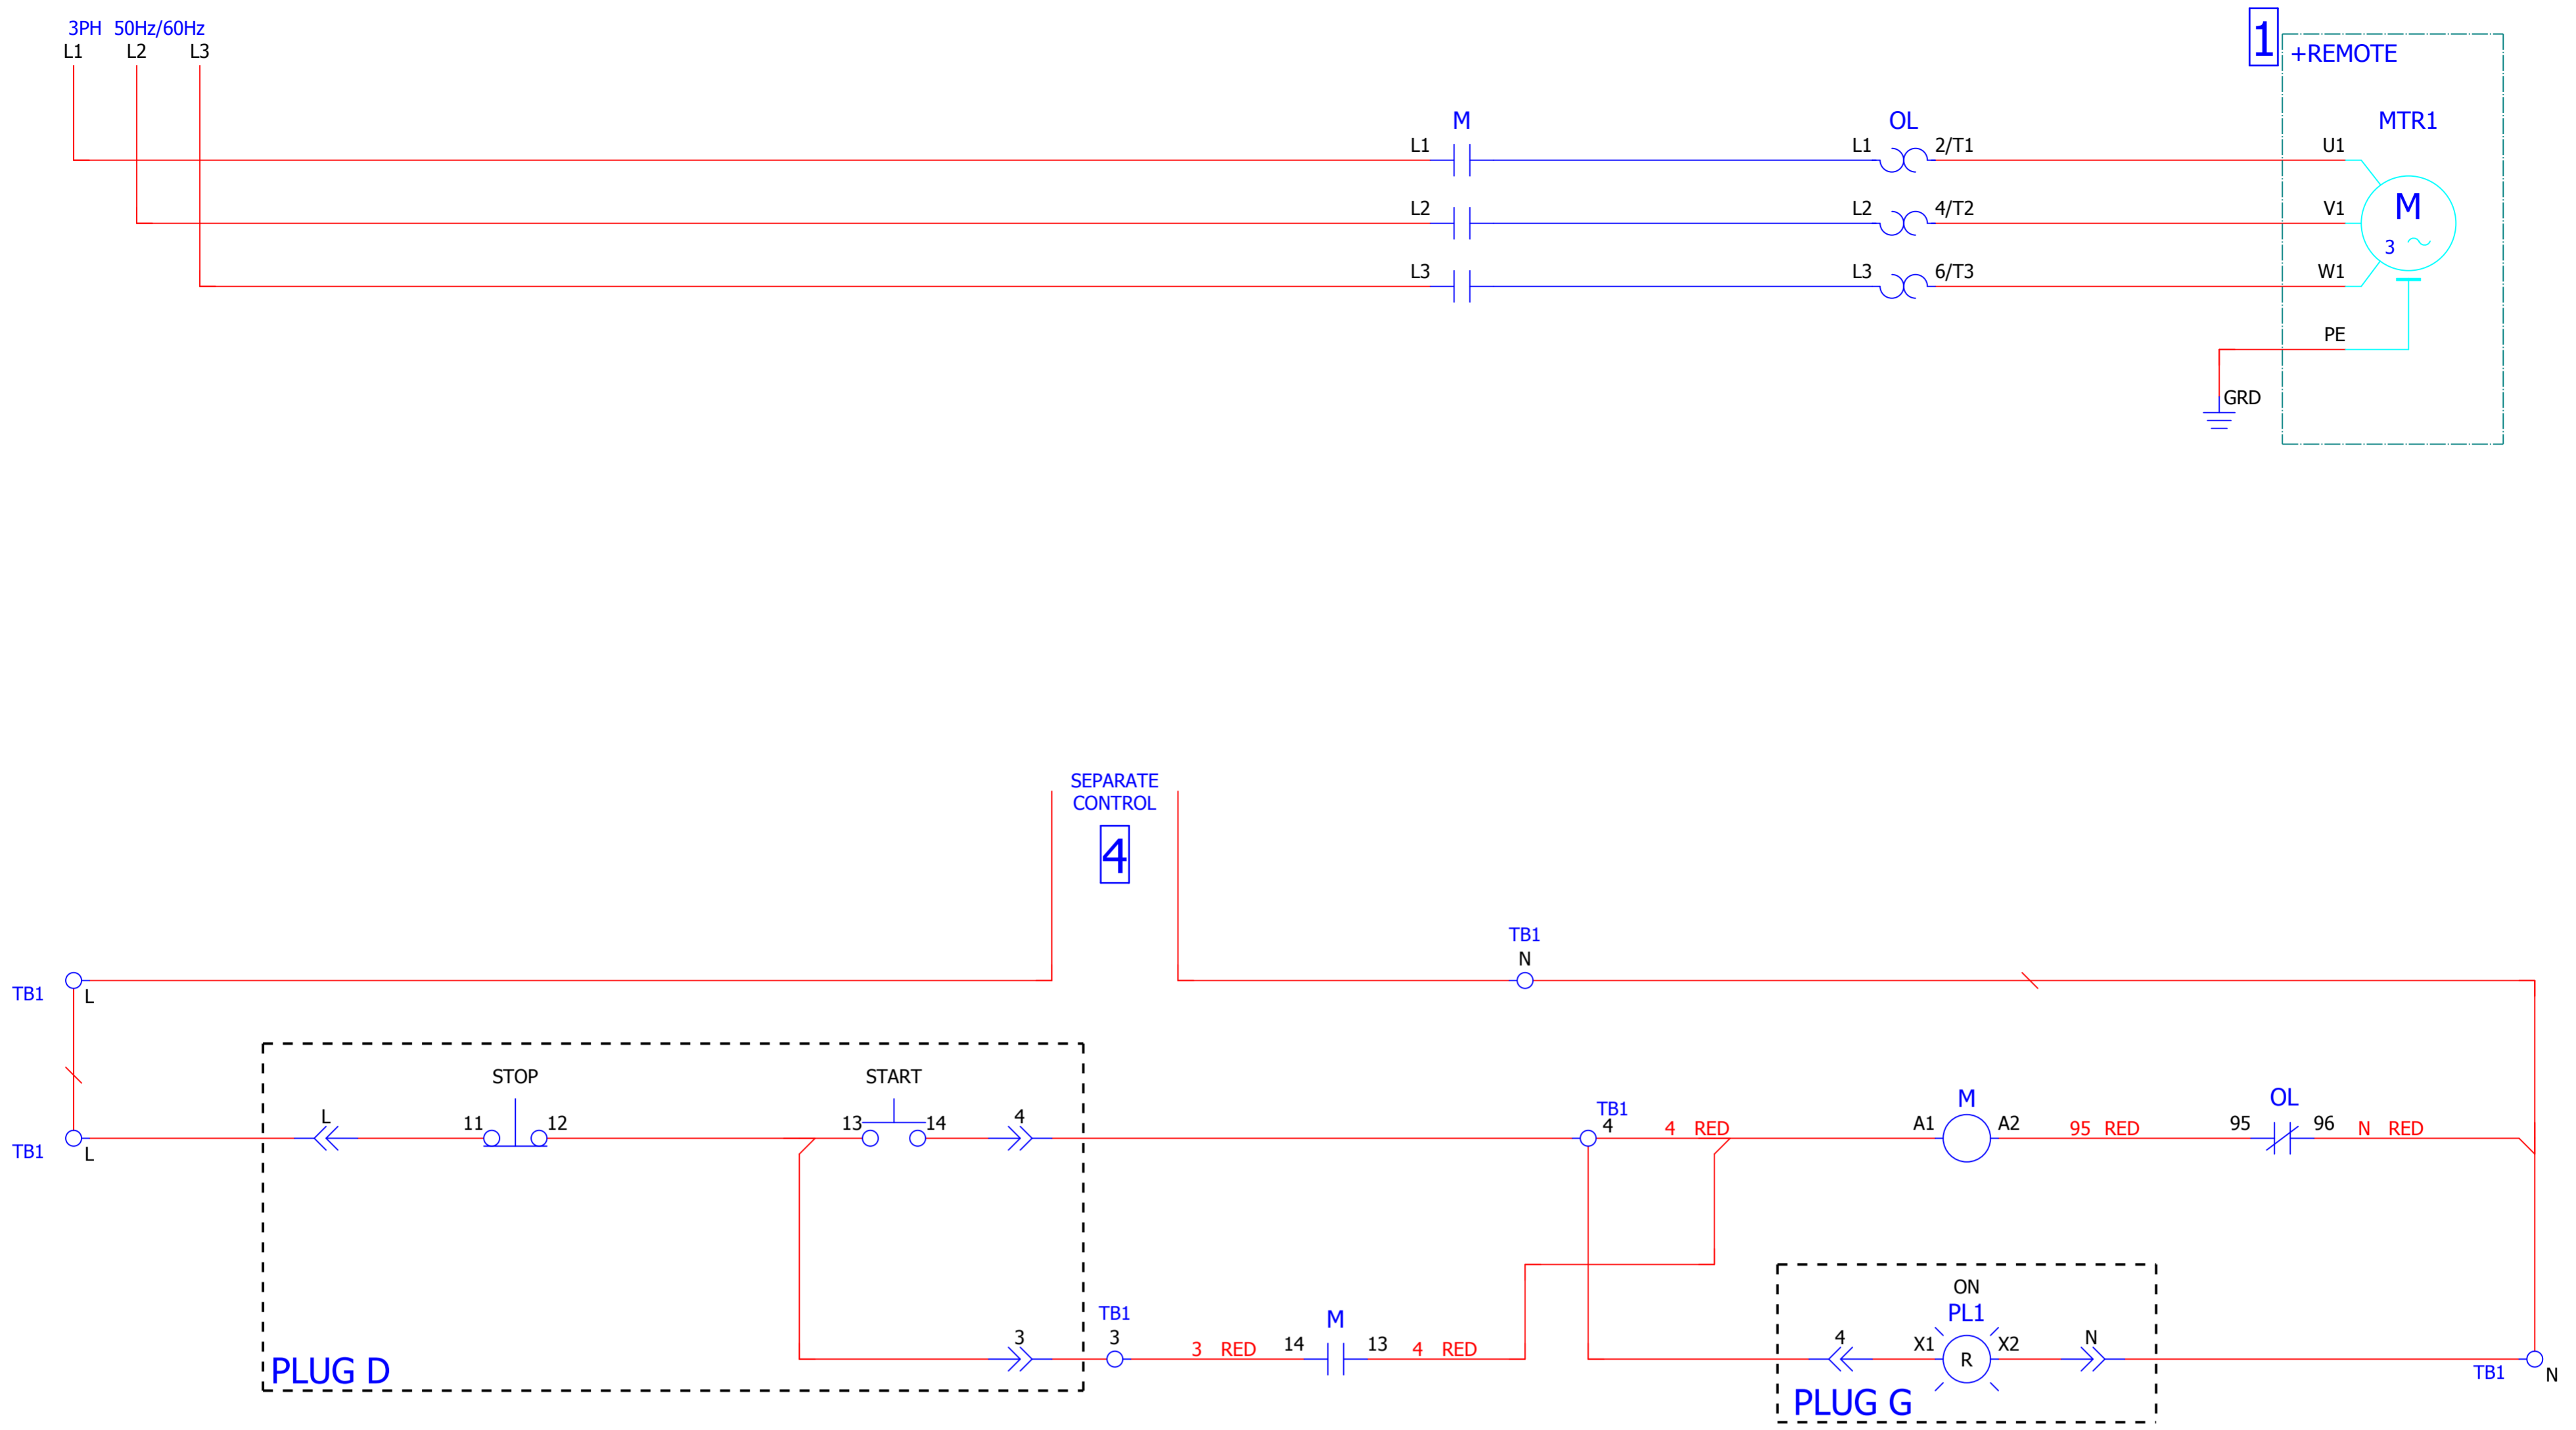 3PH 50Hz/60Hz
L1 L2 L3
1
+REMOTE
M OL MTR1
L1 L1 2/T1 U1
L2 L2 4/T2 V1
M
3
L3 L3 6/T3 W1
PE
GRD
SEPARATE
CONTROL
4
TB1
N
TB1 L
STOP START
OL
M
TB1
L 11 12 13 14 4 4 4 RED A1 A2 95 RED 95 96 N RED
TB1 L
ON
TB1 M PL1
3 3 3 RED 14 13 4 RED 4 X1 X2 N
R
PLUG D
TB1 N
PLUG G